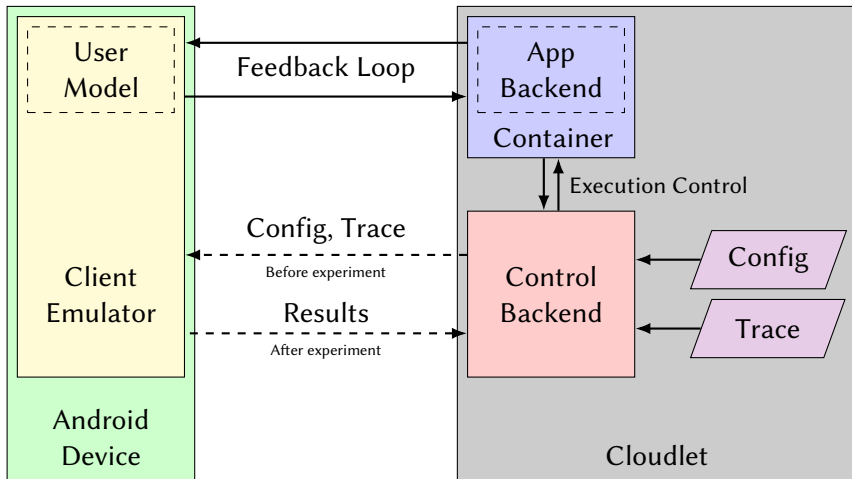 User
Model
Feedback Loop
App
Backend
Container
Execution Control
Config, Trace
Before experiment
Client
Emulator
Results
After experiment
Control
Backend
Config
Trace
Android
Device
Cloudlet